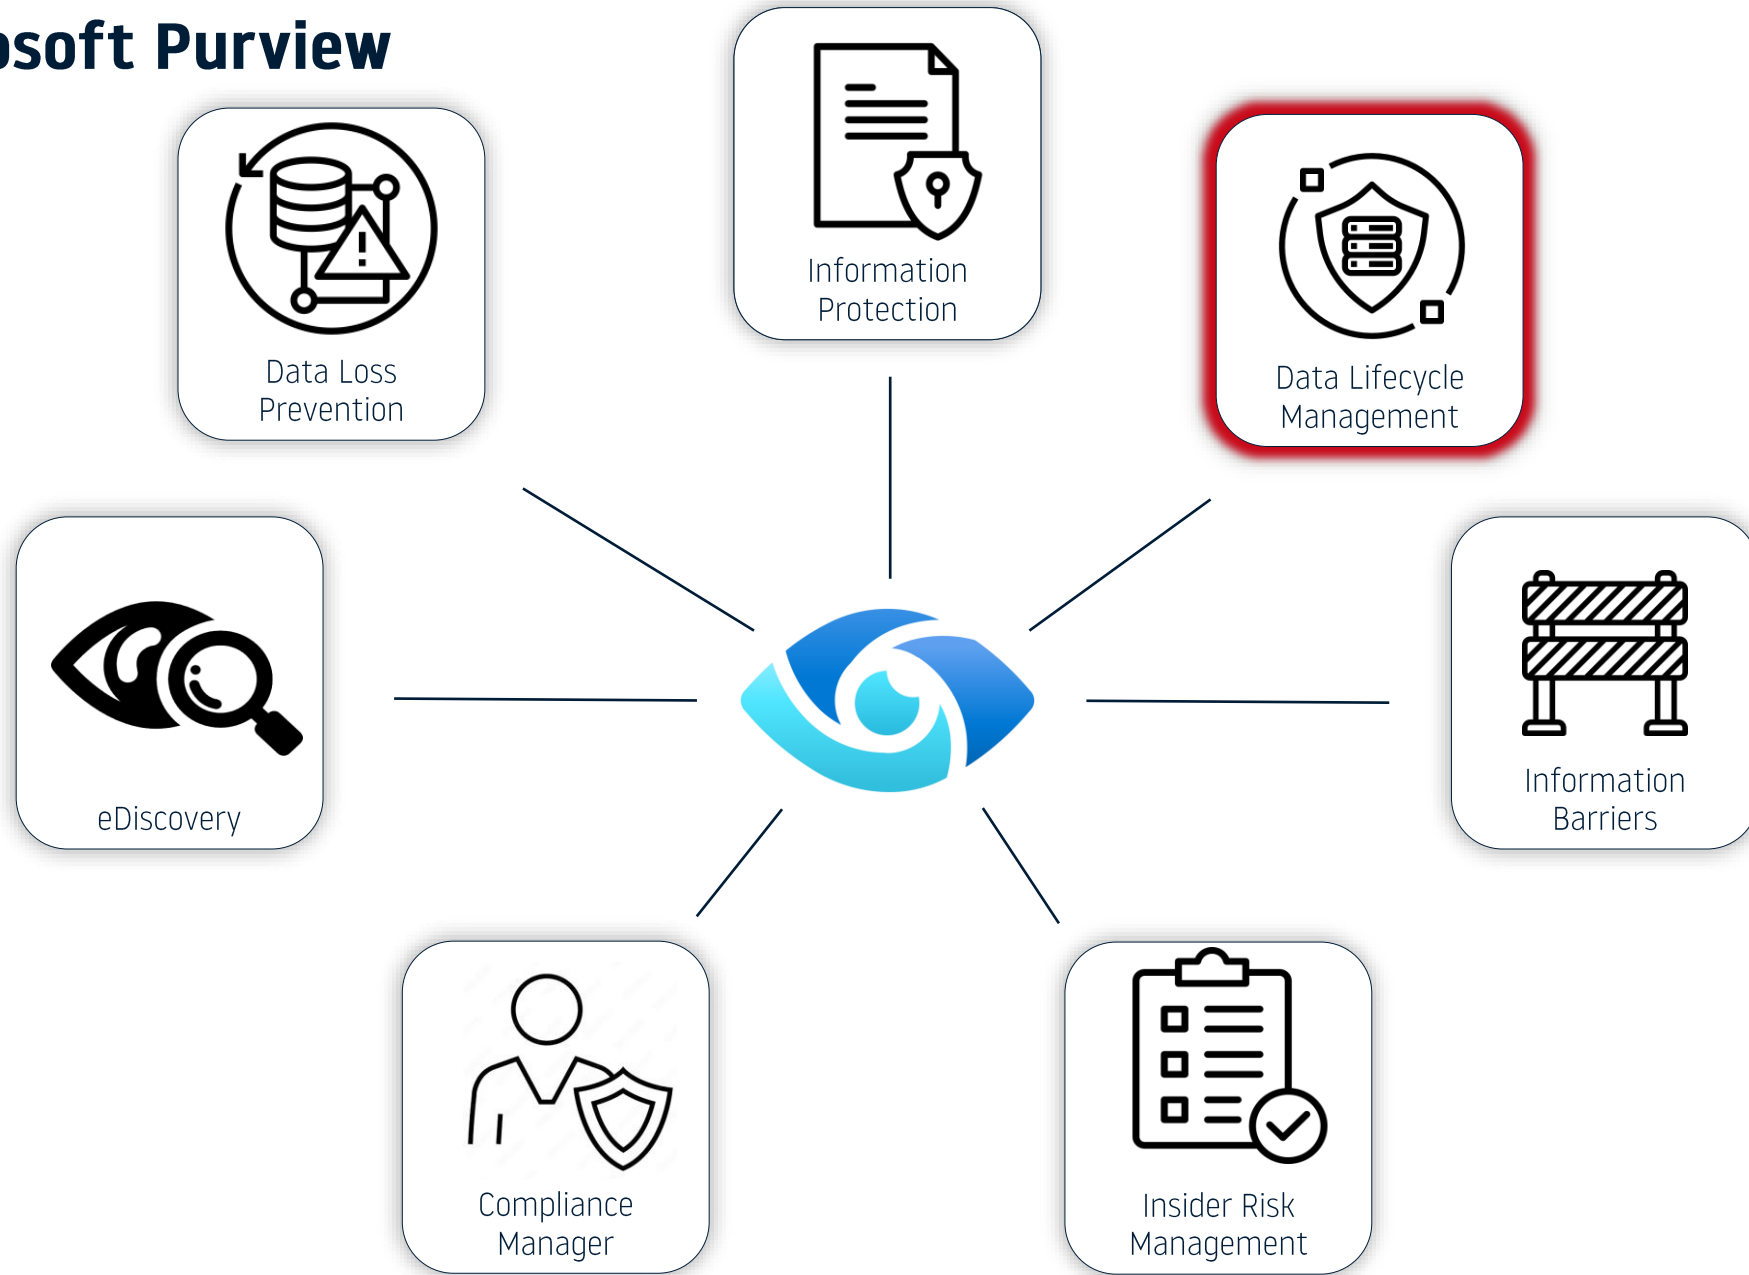 osoft Purview
Information
Protection
Data Loss
Prevention
Data Lifecycle
Management
eDiscovery
Information
Barriers
Compliance
Manager
Insider Risk
Management